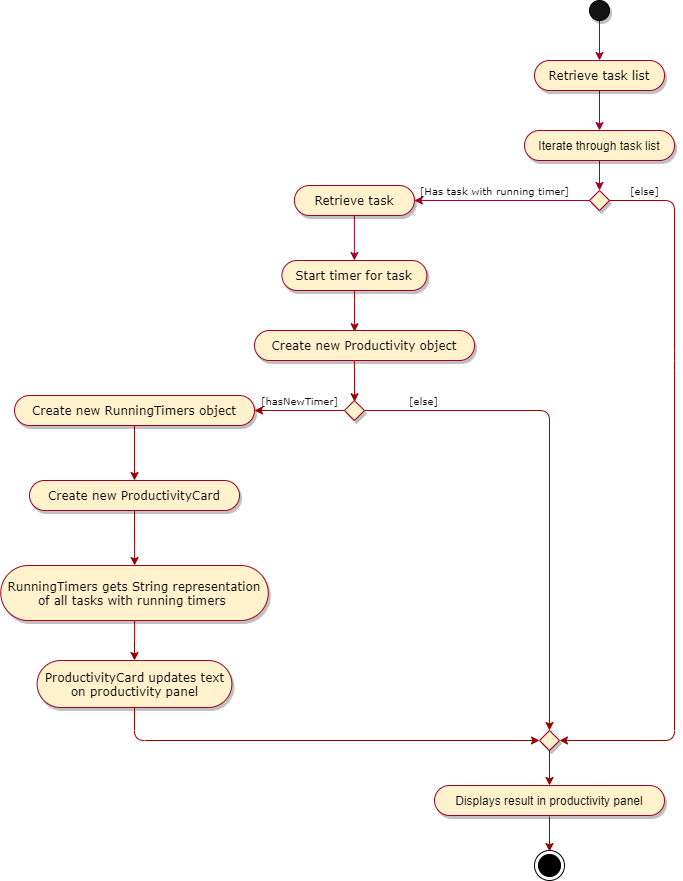 Retrieve task list
Iterate through task list
[Has task with running timer]
[else]
Retrieve task
Start timer for task
Create new Productivity object
[hasNewTimer]
[else]
Create new RunningTimers object
Create new ProductivityCard
RunningTimers gets String representation
of all tasks with running timers
ProductivityCard updates text
on productivity panel
Displays result in productivity panel